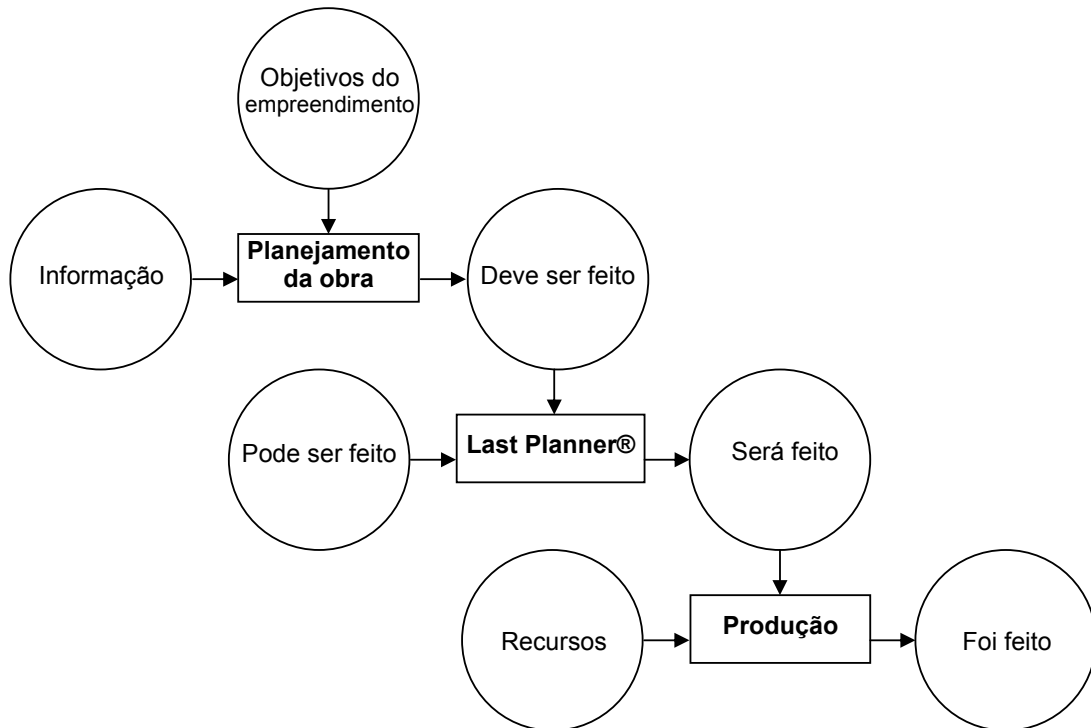 Objetivos do
empreendimento
Informação
Planejamento
da obra
Deve ser feito
Pode ser feito
Last Planner®
Será feito
Recursos
Produção
Foi feito